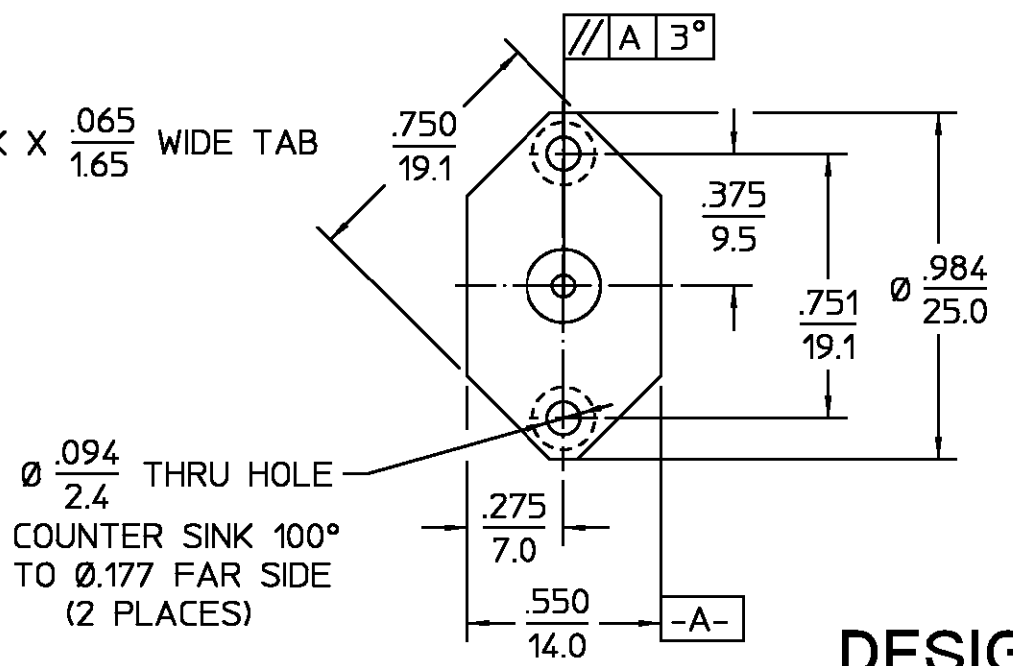 // A 3°
X .065/1.65 WIDE TAB
.750/19.1
.375/9.5
.751/19.1
Ø .984/25.0
Ø .094/2.4 THRU HOLE
COUNTER SINK 100°
TO Ø.177 FAR SIDE
(2 PLACES)
.275/7.0
.550/14.0
-A-
DESIG